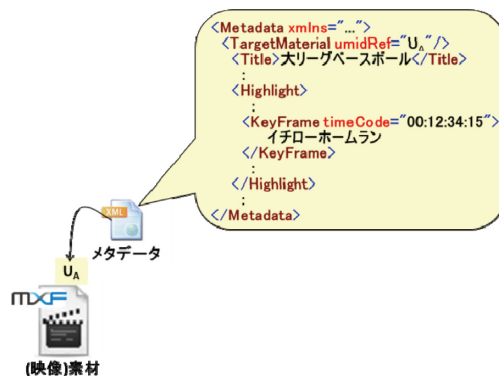 <Metadata xmlns="...">
<TargetMaterial umidRef="UA"/>
<Title>大リーグベースボール</Title>
:
<Highlight>
:
<KeyFrame timeCode="00:12:34:15">
イチローホームラン
</KeyFrame>
:
</Highlight>
:
</Metadata>
XML
メタデータ
UA
MXF
(映像)素材